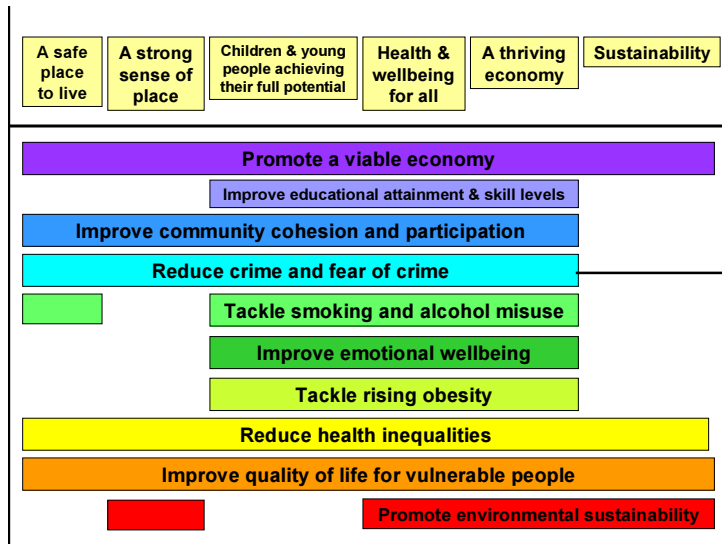 A safe
place
to live
A strong
sense of
place
Children & young
people achieving
their full potential
Health &
wellbeing
for all
A thriving
economy
Sustainability
Promote a viable economy
Improve educational attainment & skill levels
Improve community cohesion and participation
Reduce crime and fear of crime
Tackle smoking and alcohol misuse
Improve emotional wellbeing
Tackle rising obesity
Reduce health inequalities
Improve quality of life for vulnerable people
Promote environmental sustainability